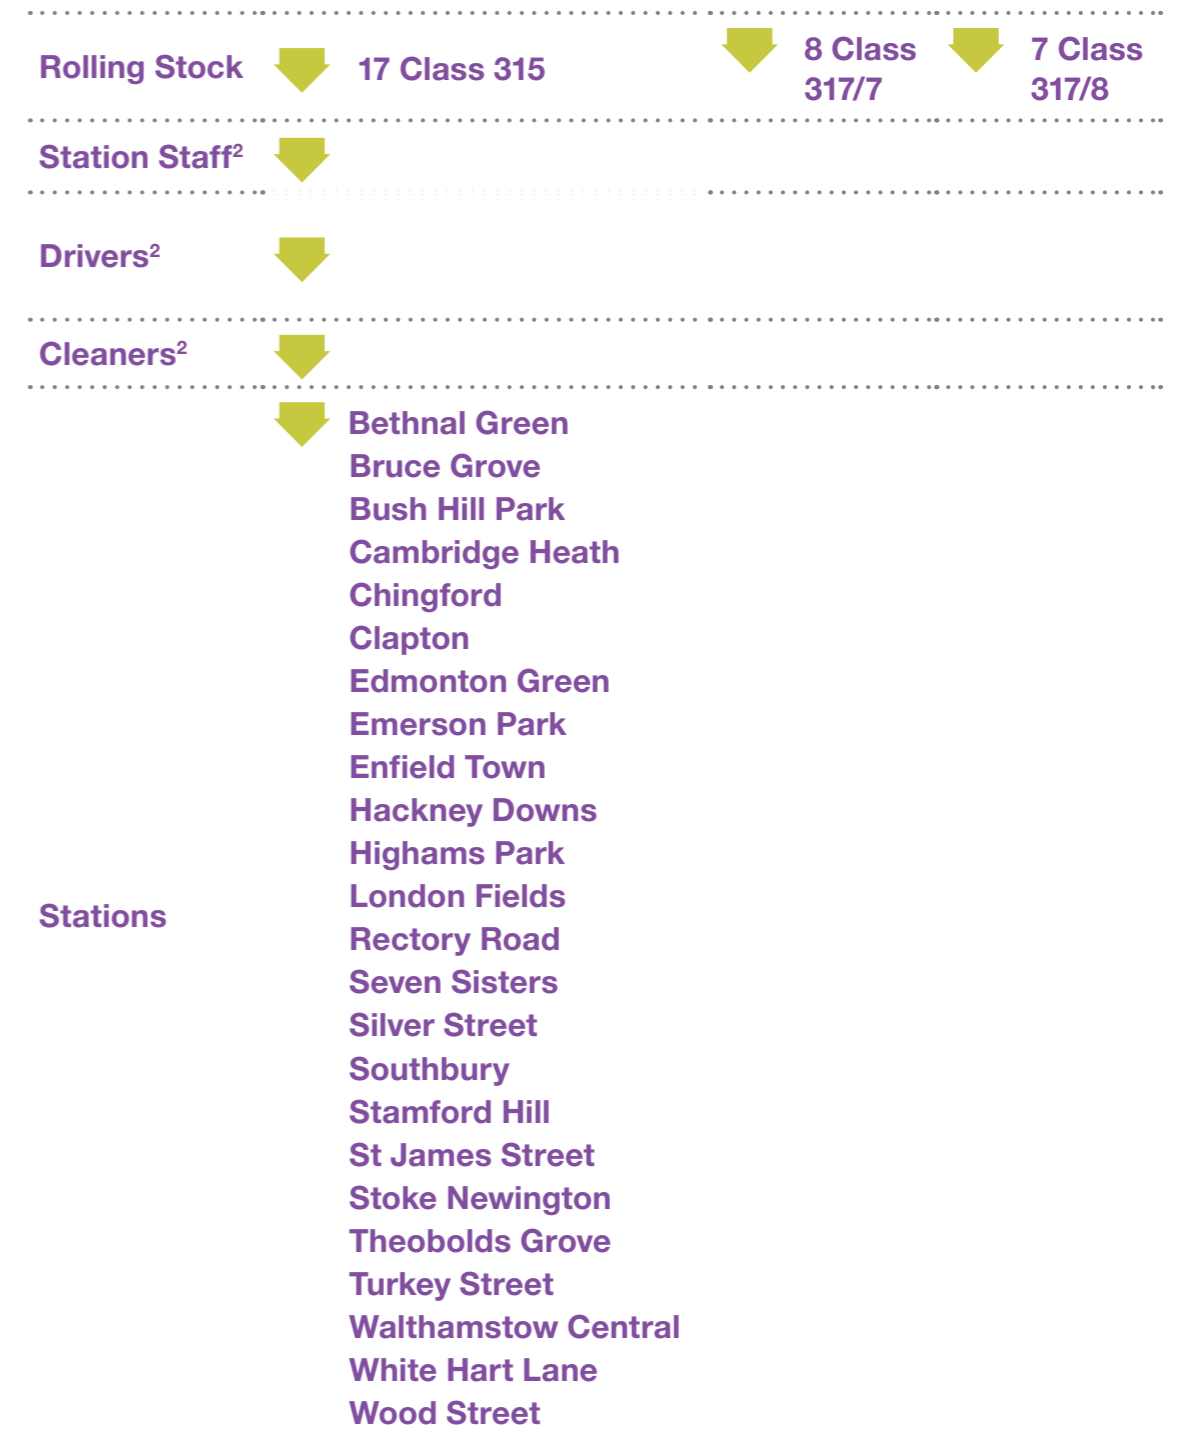 Rolling Stock
17 Class 315
8 Class
317/7
7 Class
317/8
Station Staff²
Drivers²
Cleaners²
Stations
Bethnal Green
Bruce Grove
Bush Hill Park
Cambridge Heath
Chingford
Clapton
Edmonton Green
Emerson Park
Enfield Town
Hackney Downs
Highams Park
London Fields
Rectory Road
Seven Sisters
Silver Street
Southbury
Stamford Hill
St James Street
Stoke Newington
Theobolds Grove
Turkey Street
Walthamstow Central
White Hart Lane
Wood Street